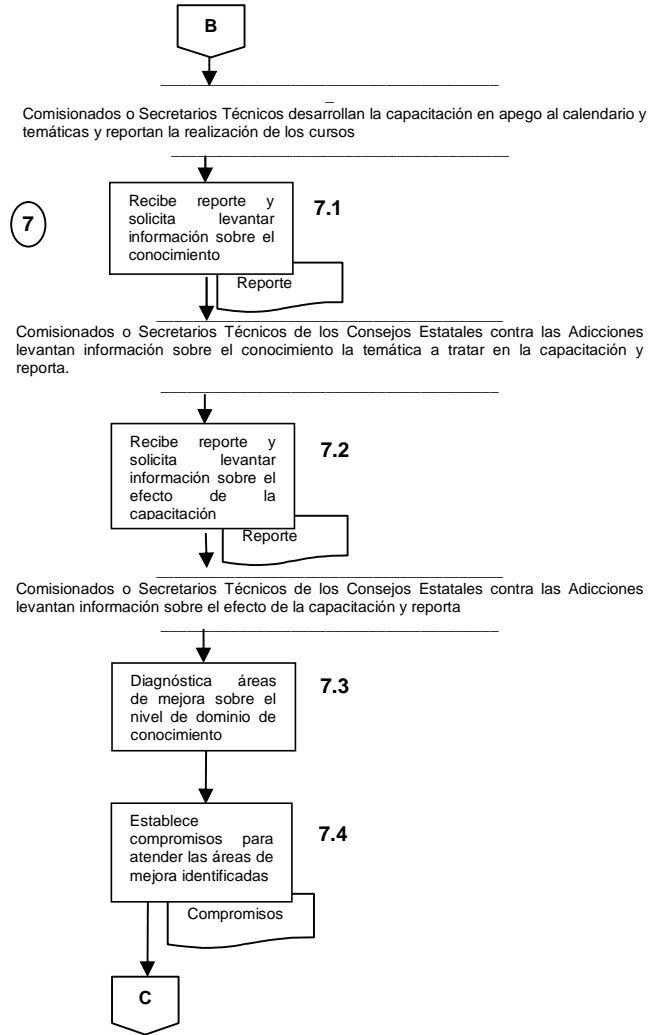 B
Comisionados o Secretarios Técnicos desarrollan la capacitación en apego al calendario y
temáticas y reportan la realización de los cursos
7
Recibe reporte y
solicita levantar
información sobre el
conocimiento
7.1
Reporte
Comisionados o Secretarios Técnicos de los Consejos Estatales contra las Adicciones
levantan información sobre el conocimiento la temática a tratar en la capacitación y
reporta.
Recibe reporte y
solicita levantar
información sobre el
efecto de la
capacitación
7.2
Reporte
Comisionados o Secretarios Técnicos de los Consejos Estatales contra las Adicciones
levantan información sobre el efecto de la capacitación y reporta
Diagnóstica áreas
de mejora sobre el
nivel de dominio de
conocimiento
7.3
Establece
compromisos para
atender las áreas de
mejora identificadas
7.4
Compromisos
C